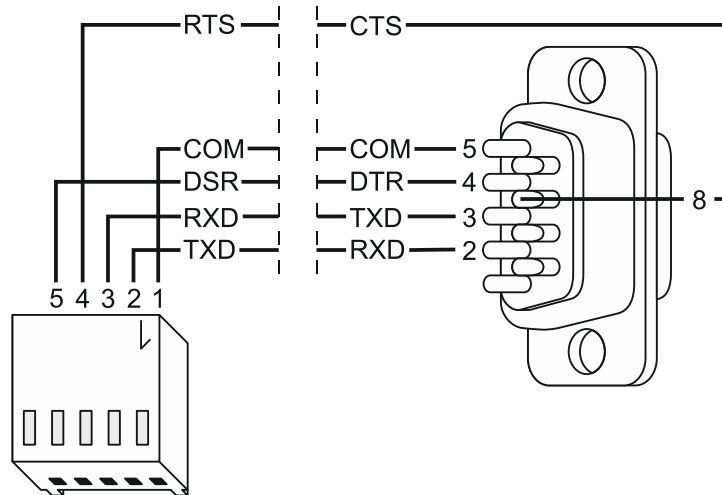 RTS CTS
COM COM 5
DSR DTR 4
8
RXD TXD 3
TXD RXD 2
5 4 3 2 1